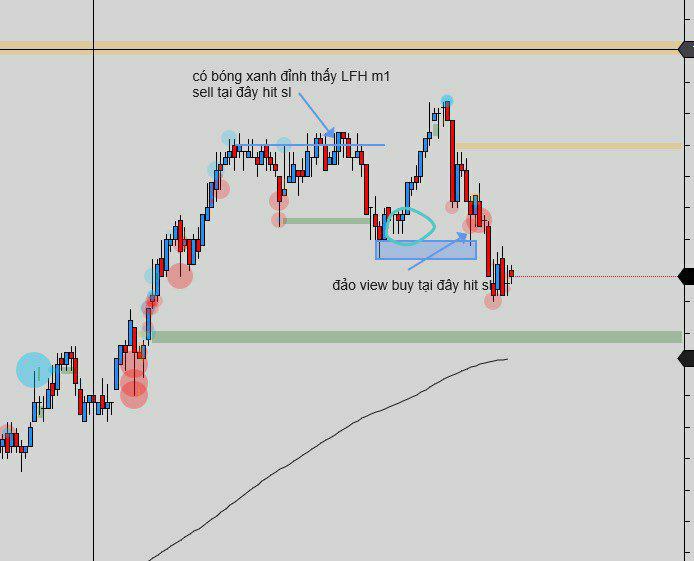 có bóng xanh đỉnh thấy LFH m1
sell tại đây hit sl
đảo view buy tại đây hit sl